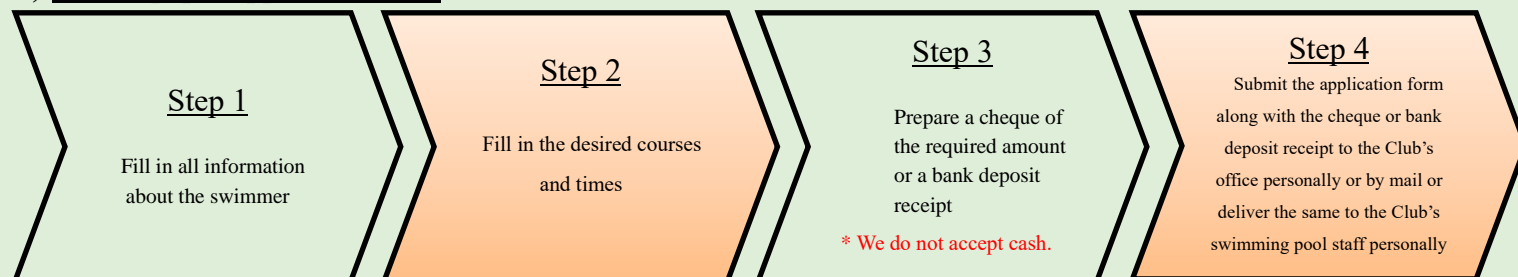 Step 1
Fill in all information
about the swimmer
Step 2
Fill in the desired courses
and times
Step 3
Prepare a cheque of
the required amount
or a bank deposit
receipt
* We do not accept cash.
Step 4
Submit the application form
along with the cheque or bank
deposit receipt to the Club’s
office personally or by mail or
deliver the same to the Club’s
swimming pool staff personally